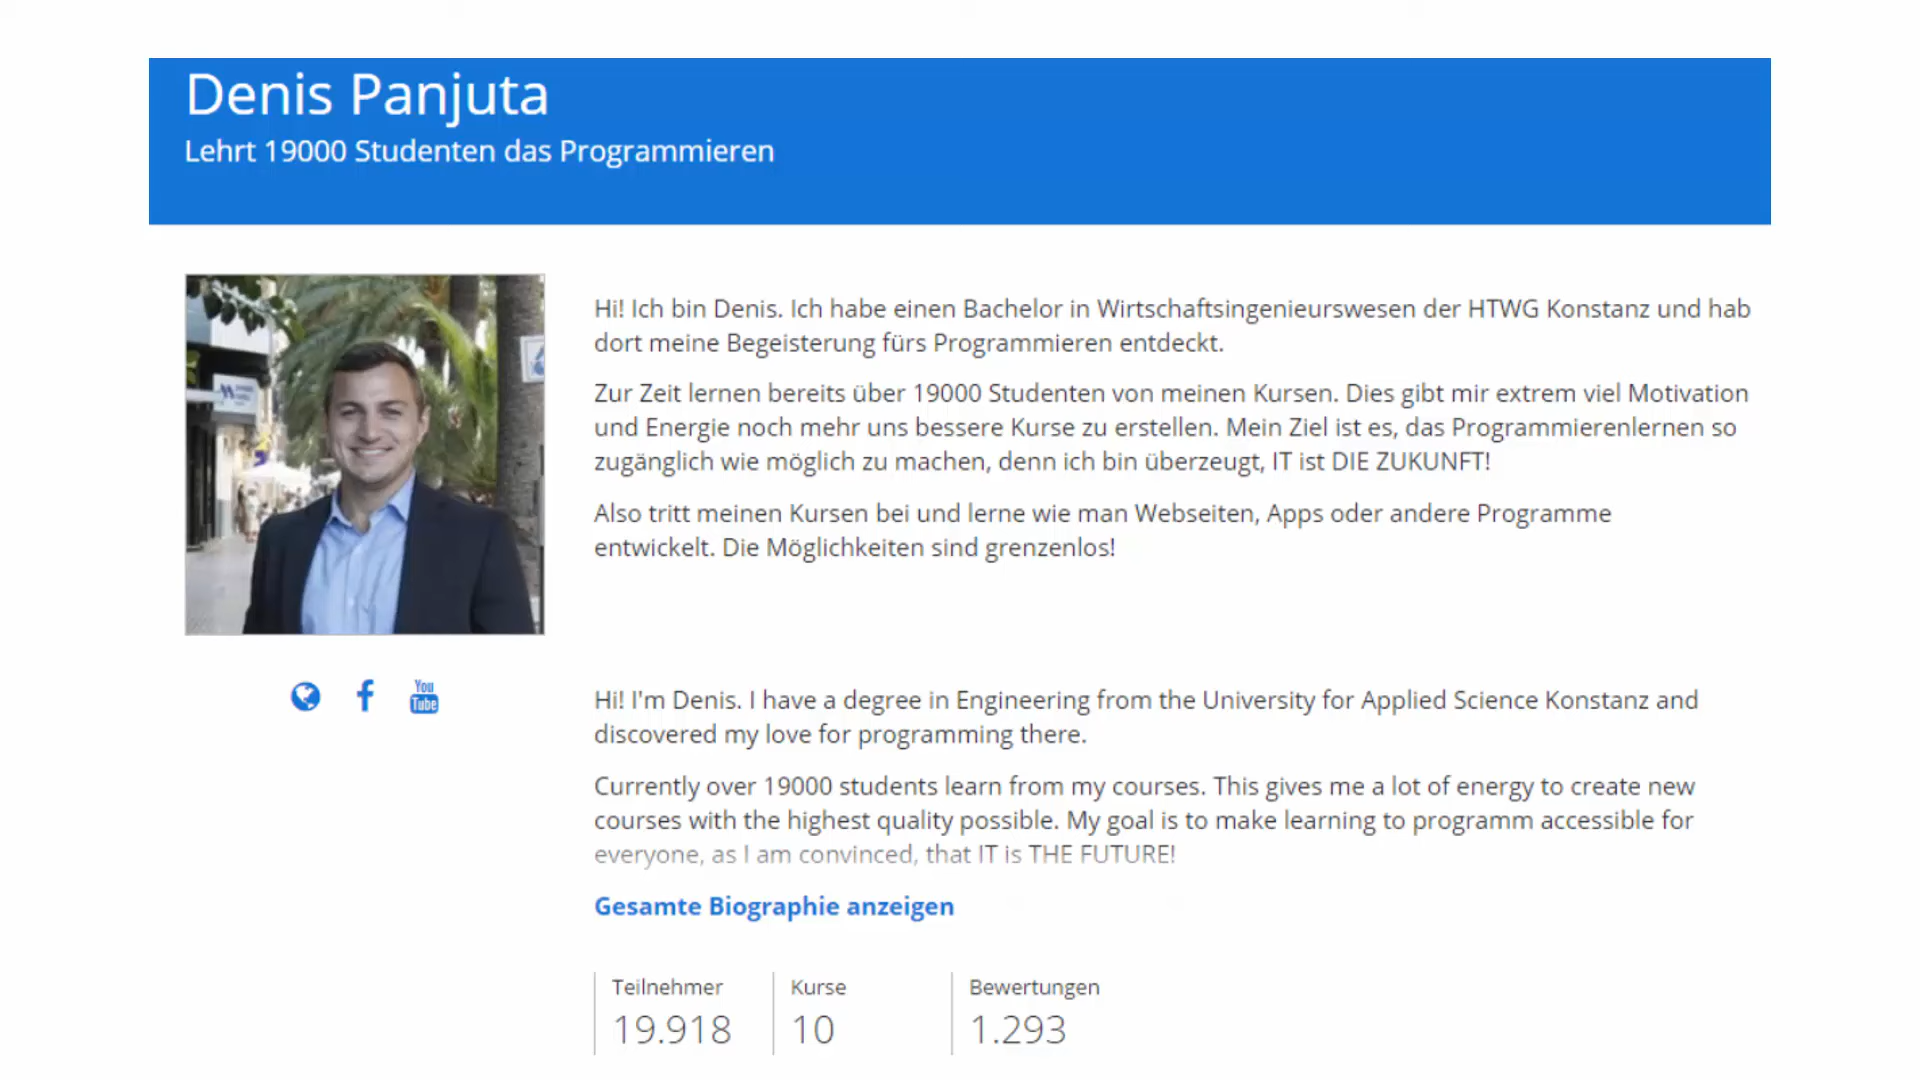 Denis Panjuta
Lehrt 19000 Studenten das Programmieren
Hi! Ich bin Denis. Ich habe einen Bachelor in Wirtschaftsingenieurswesen der HTWG Konstanz und hab
dort meine Begeisterung fürs Programmieren entdeckt.
Zur Zeit lernen bereits über 19000 Studenten von meinen Kursen. Dies gibt mir extrem viel Motivation
und Energie noch mehr uns bessere Kurse zu erstellen. Mein Ziel ist es, das Programmierenlernen so
zugänglich wie möglich zu machen, denn ich bin überzeugt, IT ist DIE ZUKUNFT!
Also tritt meinen Kursen bei und lerne wie man Webseiten, Apps oder andere Programme
entwickelt. Die Möglichkeiten sind grenzenlos!
You
Tube
Hi! I'm Denis. I have a degree in Engineering from the University for Applied Science Konstanz and
discovered my love for programming there.
Currently over 19000 students learn from my courses. This gives me a lot of energy to create new
courses with the highest quality possible. My goal is to make learning to programm accessible for
everyone, as I am convinced, that IT is THE FUTURE!
Gesamte Biographie anzeigen
Teilnehmer Kurse Bewertungen
19.918 10 1.293